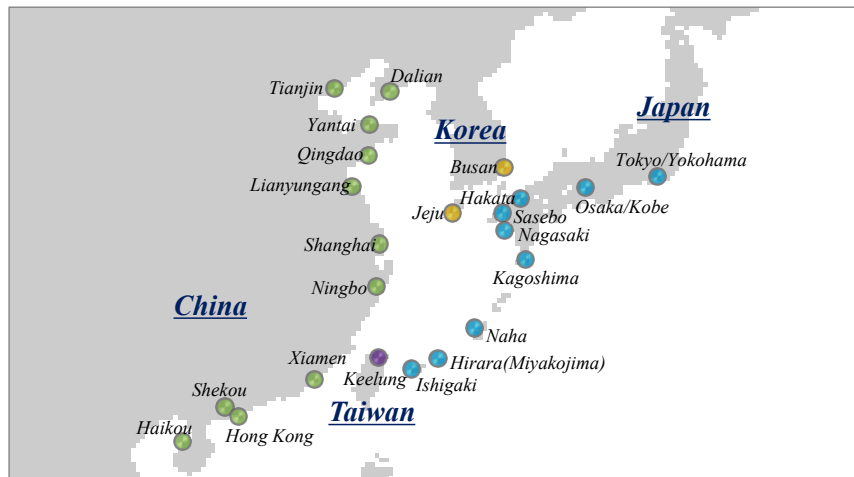 Tianjin
Dalian
Yantai
Korea
Japan
Qingdao
Busan
Tokyo/Yokohama
Lianyungang
Hakata
Osaka/Kobe
Jeju
Sasebo
Nagasaki
Shanghai
Kagoshima
Ningbo
China
Naha
Xiamen
Keelung
Hirara(Miyakojima)
Ishigaki
Shekou
Taiwan
Haikou
Hong Kong